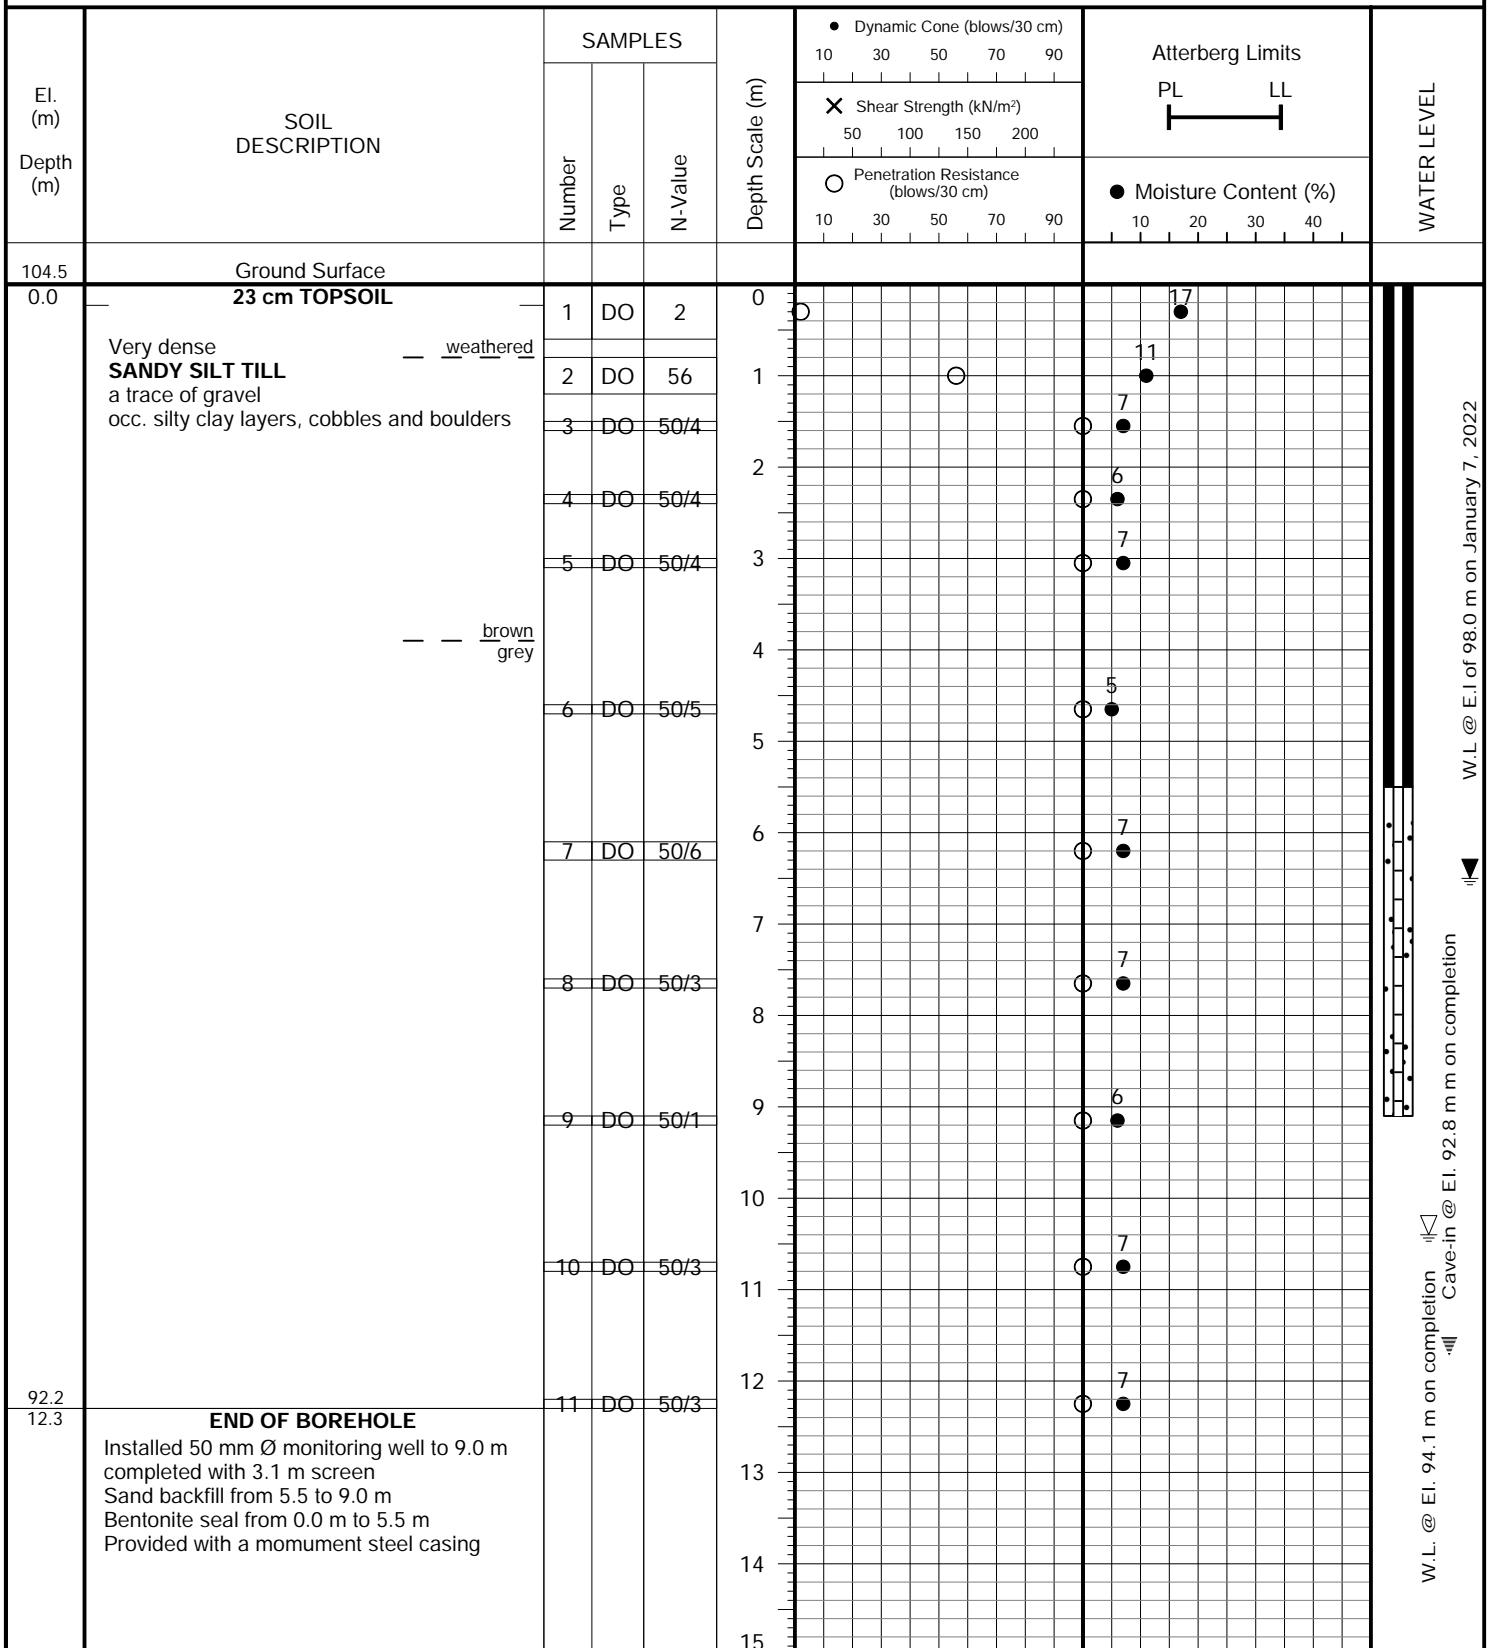 El.
(m)
Depth
(m)
SOIL
DESCRIPTION
SAMPLES
Number
Type
N-Value
Depth Scale (m)
Dynamic Cone (blows/30 cm)
10 30 50 70 90
Shear Strength (kN/m²)
50 100 150 200
Penetration Resistance
(blows/30 cm)
10 30 50 70 90
Atterberg Limits
PL LL
Moisture Content (%)
10 20 30 40
WATER LEVEL
104.5
Ground Surface
0.0
23 cm TOPSOIL
0
17
1 DO 2
Very dense
weathered
SANDY SILT TILL
a trace of gravel
occ. silty clay layers, cobbles and boulders
11
2 DO 56
1
7
3 DO 50/4
2
6
4 DO 50/4
7
5 DO 50/4
3
brown
grey
4
5
6 DO 50/5
5
6
7
7 DO 50/6
7
7
8 DO 50/3
8
6
9
9 DO 50/1
10
7
10 DO 50/3
11
12
7
11 DO 50/3
92.2
12.3
END OF BOREHOLE
Installed 50 mm Ø monitoring well to 9.0 m
completed with 3.1 m screen
Sand backfill from 5.5 to 9.0 m
Bentonite seal from 0.0 m to 5.5 m
Provided with a momument steel casing
13
14
15
W.L @ E.I of 98.0 m on January 7, 2022
Cave-in @ El. 92.8 m m on completion
W.L. @ El. 94.1 m on completion